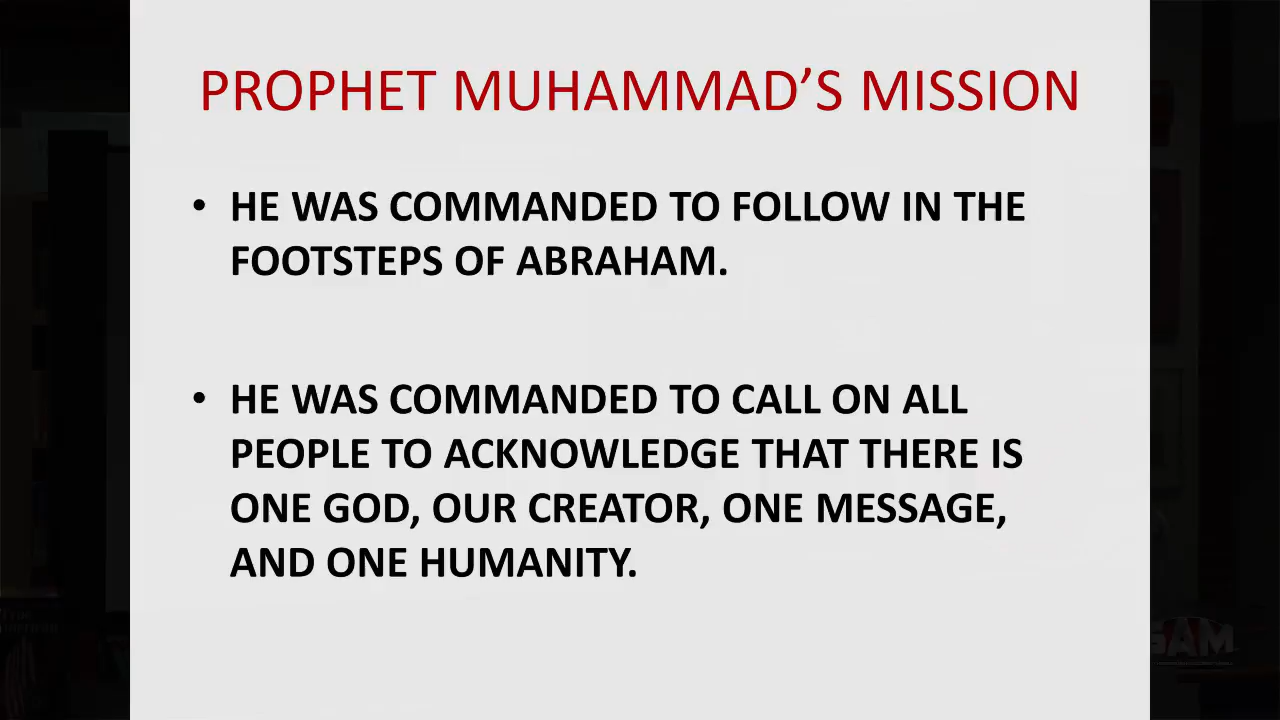 PROPHET MUHAMMAD’S MISSION
• HE WAS COMMANDED TO FOLLOW IN THE
FOOTSTEPS OF ABRAHAM.
• HE WAS COMMANDED TO CALL ON ALL
PEOPLE TO ACKNOWLEDGE THAT THERE IS
ONE GOD, OUR CREATOR, ONE MESSAGE,
AND ONE HUMANITY.
GAM